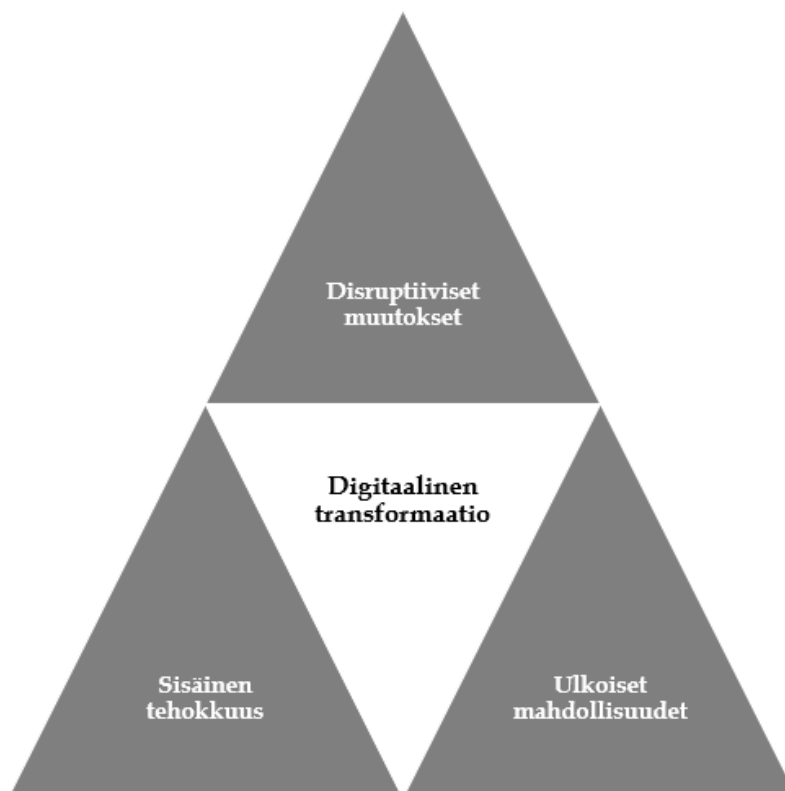 Disruptiiviset
muutokset
Digitaalinen
transformaatio
Sisäinen
tehokkuus
Ulkoiset
mahdollisuudet